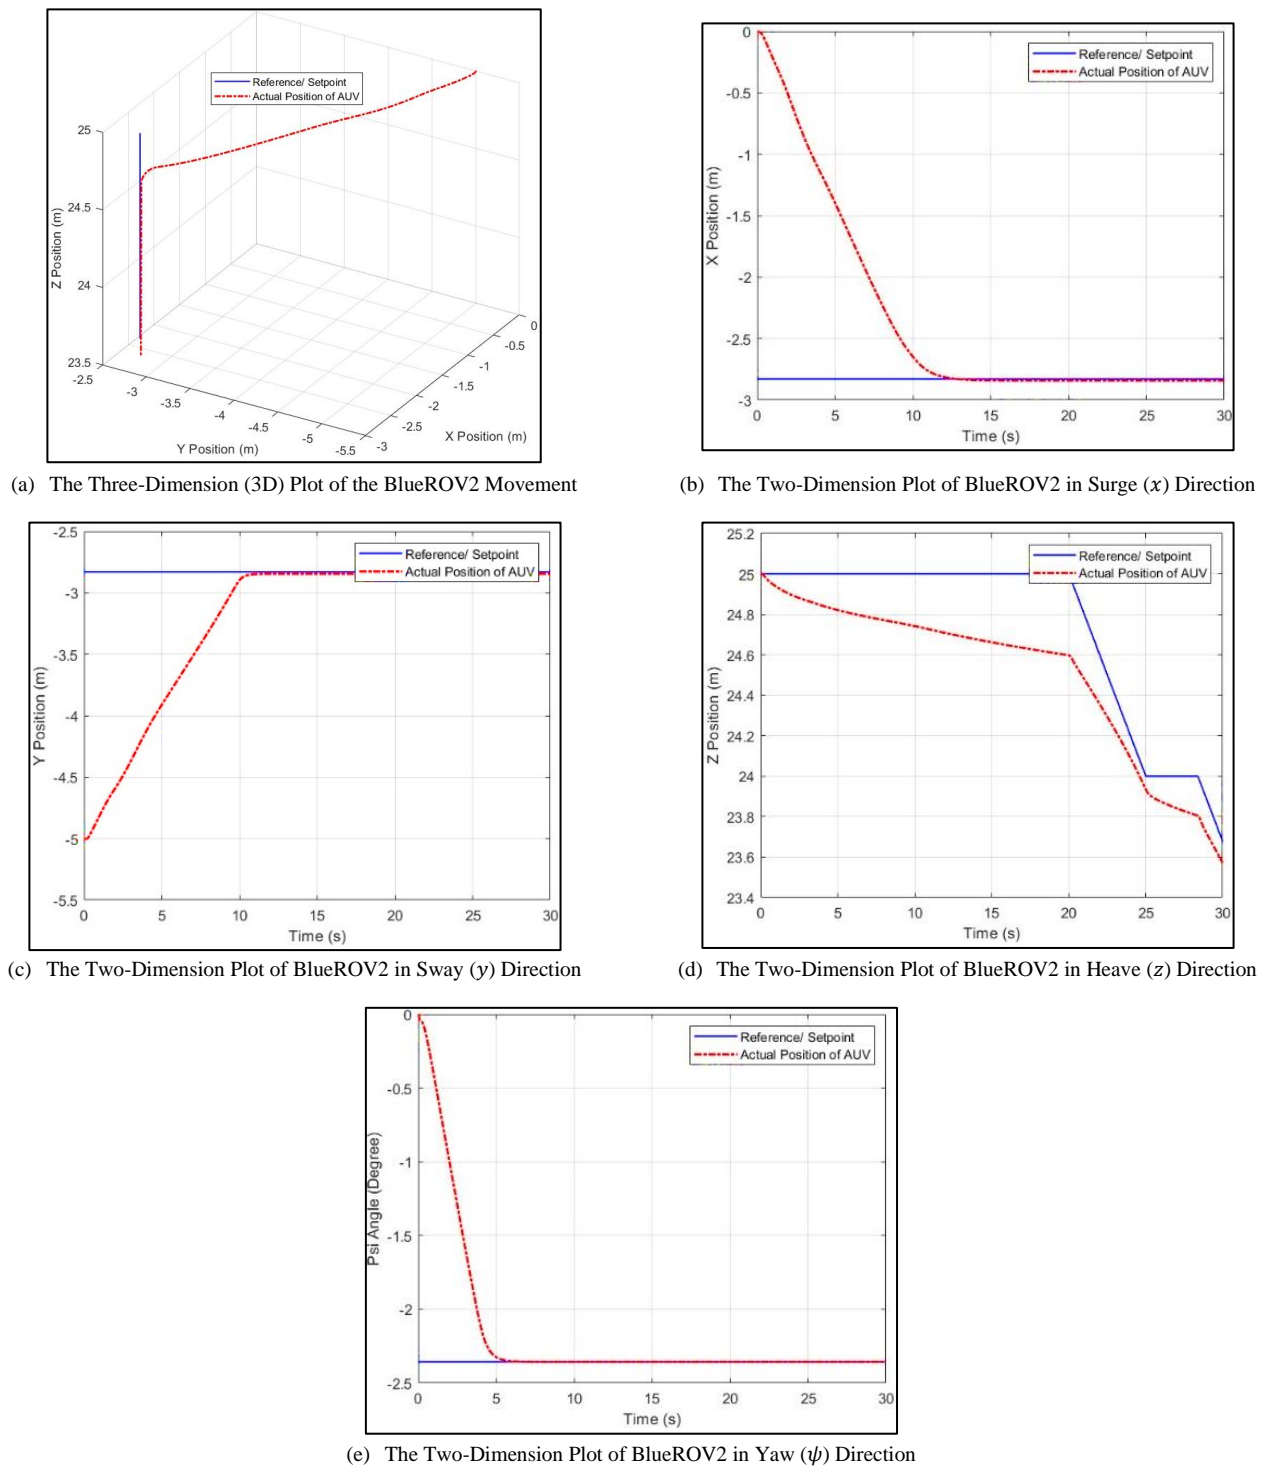 Reference/ Setpoint
Actual Position of AUV
25
24.5
24
23.5
Z Position (m)
-2.5
-3
-3.5
-4
-4.5
-5
-5.5
Y Position (m)
-3
-2.5
-2
-1.5
-1
-0.5
0
X Position (m)
(a) The Three-Dimension (3D) Plot of the BlueROV2 Movement
Reference/ Setpoint
Actual Position of AUV
0
-0.5
-1
-1.5
-2
-2.5
-3
X Position (m)
0 5 10 15 20 25 30
Time (s)
(b) The Two-Dimension Plot of BlueROV2 in Surge (𝑥) Direction
Reference/ Setpoint
Actual Position of AUV
-2.5
-3
-3.5
-4
-4.5
-5
-5.5
Y Position (m)
0 5 10 15 20 25 30
Time (s)
(c) The Two-Dimension Plot of BlueROV2 in Sway (𝑦) Direction
Reference/ Setpoint
Actual Position of AUV
25.2
25
24.8
24.6
24.4
24.2
24
23.8
23.6
23.4
Z Position (m)
0 5 10 15 20 25 30
Time (s)
(d) The Two-Dimension Plot of BlueROV2 in Heave (𝑧) Direction
Reference/ Setpoint
Actual Position of AUV
0
-0.5
-1
-1.5
-2
-2.5
Psi Angle (Degree)
0 5 10 15 20 25 30
Time (s)
(e) The Two-Dimension Plot of BlueROV2 in Yaw (𝜓) Direction